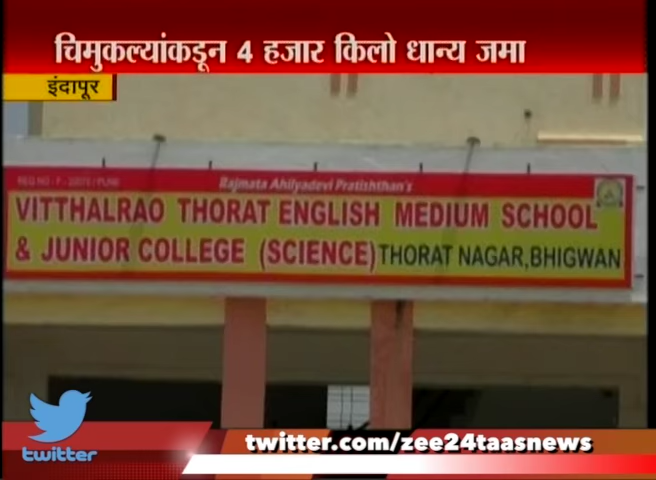 चिमुकल्यांकडून 4 हजार किलो धान्य जमा
इंदापूर
Rajmata Ahilyadevi Pratishthan's
VITTHALRAO THORAT ENGLISH MEDIUM SCHOOL
& JUNIOR COLLEGE (SCIENCE) THORAT NAGAR, BHIGWAN
twitter
twitter.com/zee24taasnews